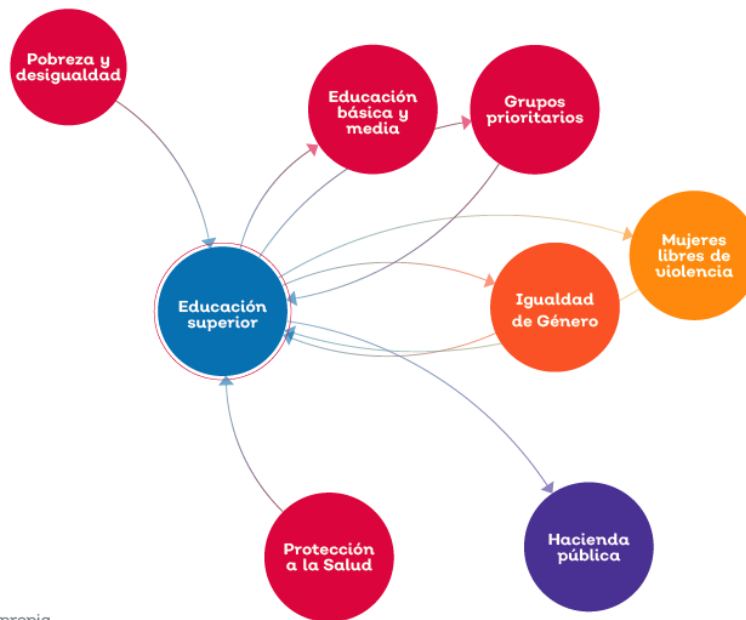 Pobreza y
desigualdad
Educación
básica y
media
Grupos
prioritarios
Mujeres
libres de
violencia
Educación
superior
Igualdad
de Género
Protección
a la Salud
Hacienda
pública